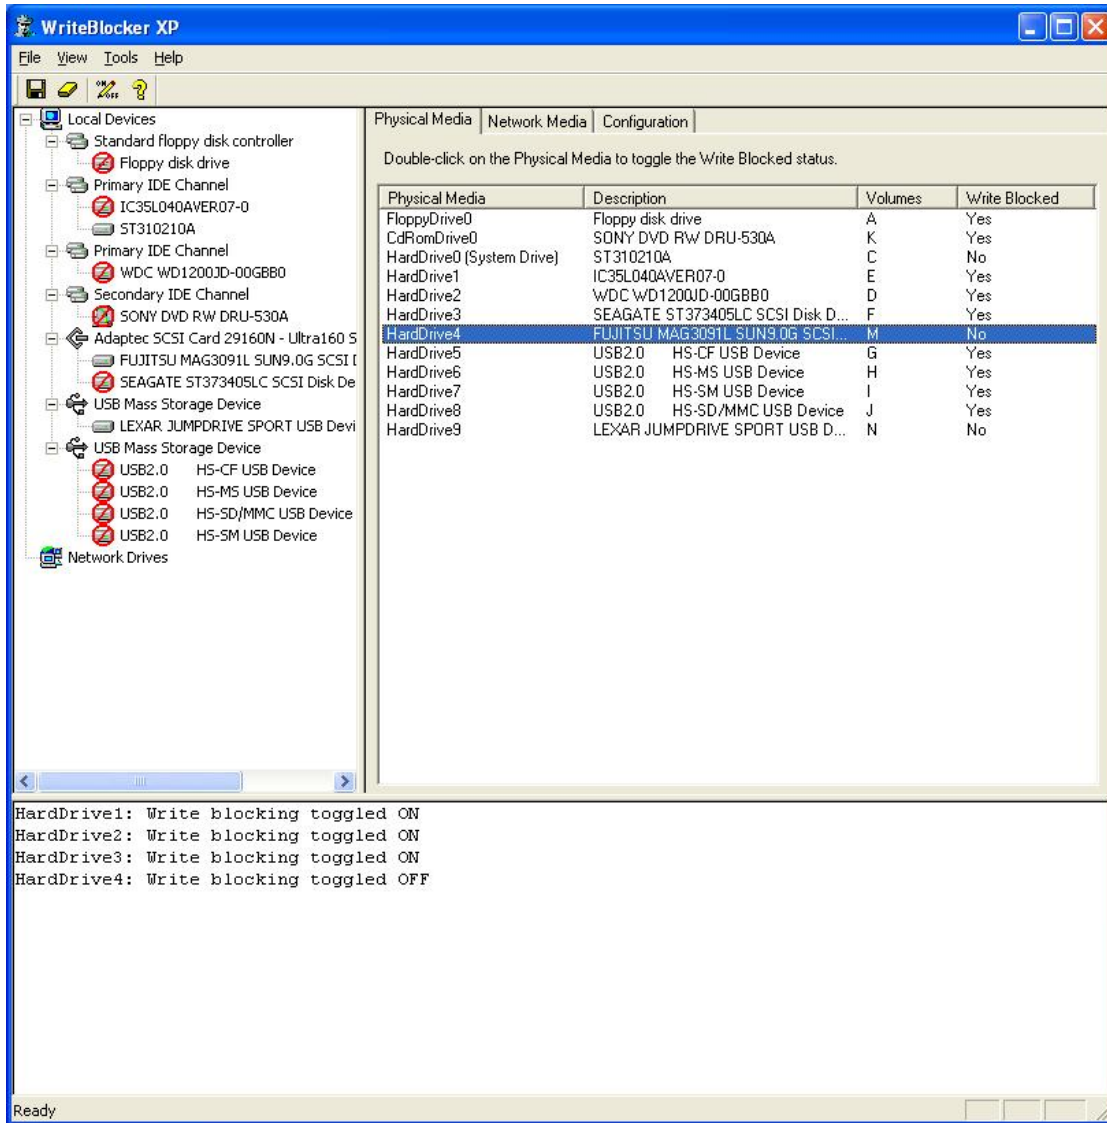 WriteBlocker XP
File View Tools Help
Local Devices
Standard floppy disk controller
Floppy disk drive
Primary IDE Channel
IC35L040AVER07-0
ST310210A
Primary IDE Channel
WDC WD1200JD-00GBB0
Secondary IDE Channel
SONY DVD RW DRU-530A
Adaptec SCSI Card 29160N - Ultra160 S
FUJITSU MAG3091L SUN9.0G SCSI D
SEAGATE ST373405LC SCSI Disk De
USB Mass Storage Device
LEXAR JUMPDRIVE SPORT USB Devi
USB Mass Storage Device
USB2.0 HS-CF USB Device
USB2.0 HS-MS USB Device
USB2.0 HS-SD/MMC USB Device
USB2.0 HS-SM USB Device
Network Drives
Physical Media Network Media Configuration
Double-click on the Physical Media to toggle the Write Blocked status.
Physical Media Description Volumes Write Blocked
FloppyDrive0 Floppy disk drive A Yes
CdRomDrive0 SONY DVD RW DRU-530A K Yes
HardDrive0 (System Drive) ST310210A C No
HardDrive1 IC35L040AVER07-0 E Yes
HardDrive2 WDC WD1200JD-00GBB0 D Yes
HardDrive3 SEAGATE ST373405LC SCSI Disk D... F Yes
HardDrive4 FUJITSU MAG3091L SUN9.0G SCSI... M No
HardDrive5 USB2.0 HS-CF USB Device G Yes
HardDrive6 USB2.0 HS-MS USB Device H Yes
HardDrive7 USB2.0 HS-SM USB Device I Yes
HardDrive8 USB2.0 HS-SD/MMC USB Device J Yes
HardDrive9 LEXAR JUMPDRIVE SPORT USB D... N No
HardDrive1: Write blocking toggled ON
HardDrive2: Write blocking toggled ON
HardDrive3: Write blocking toggled ON
HardDrive4: Write blocking toggled OFF
Ready